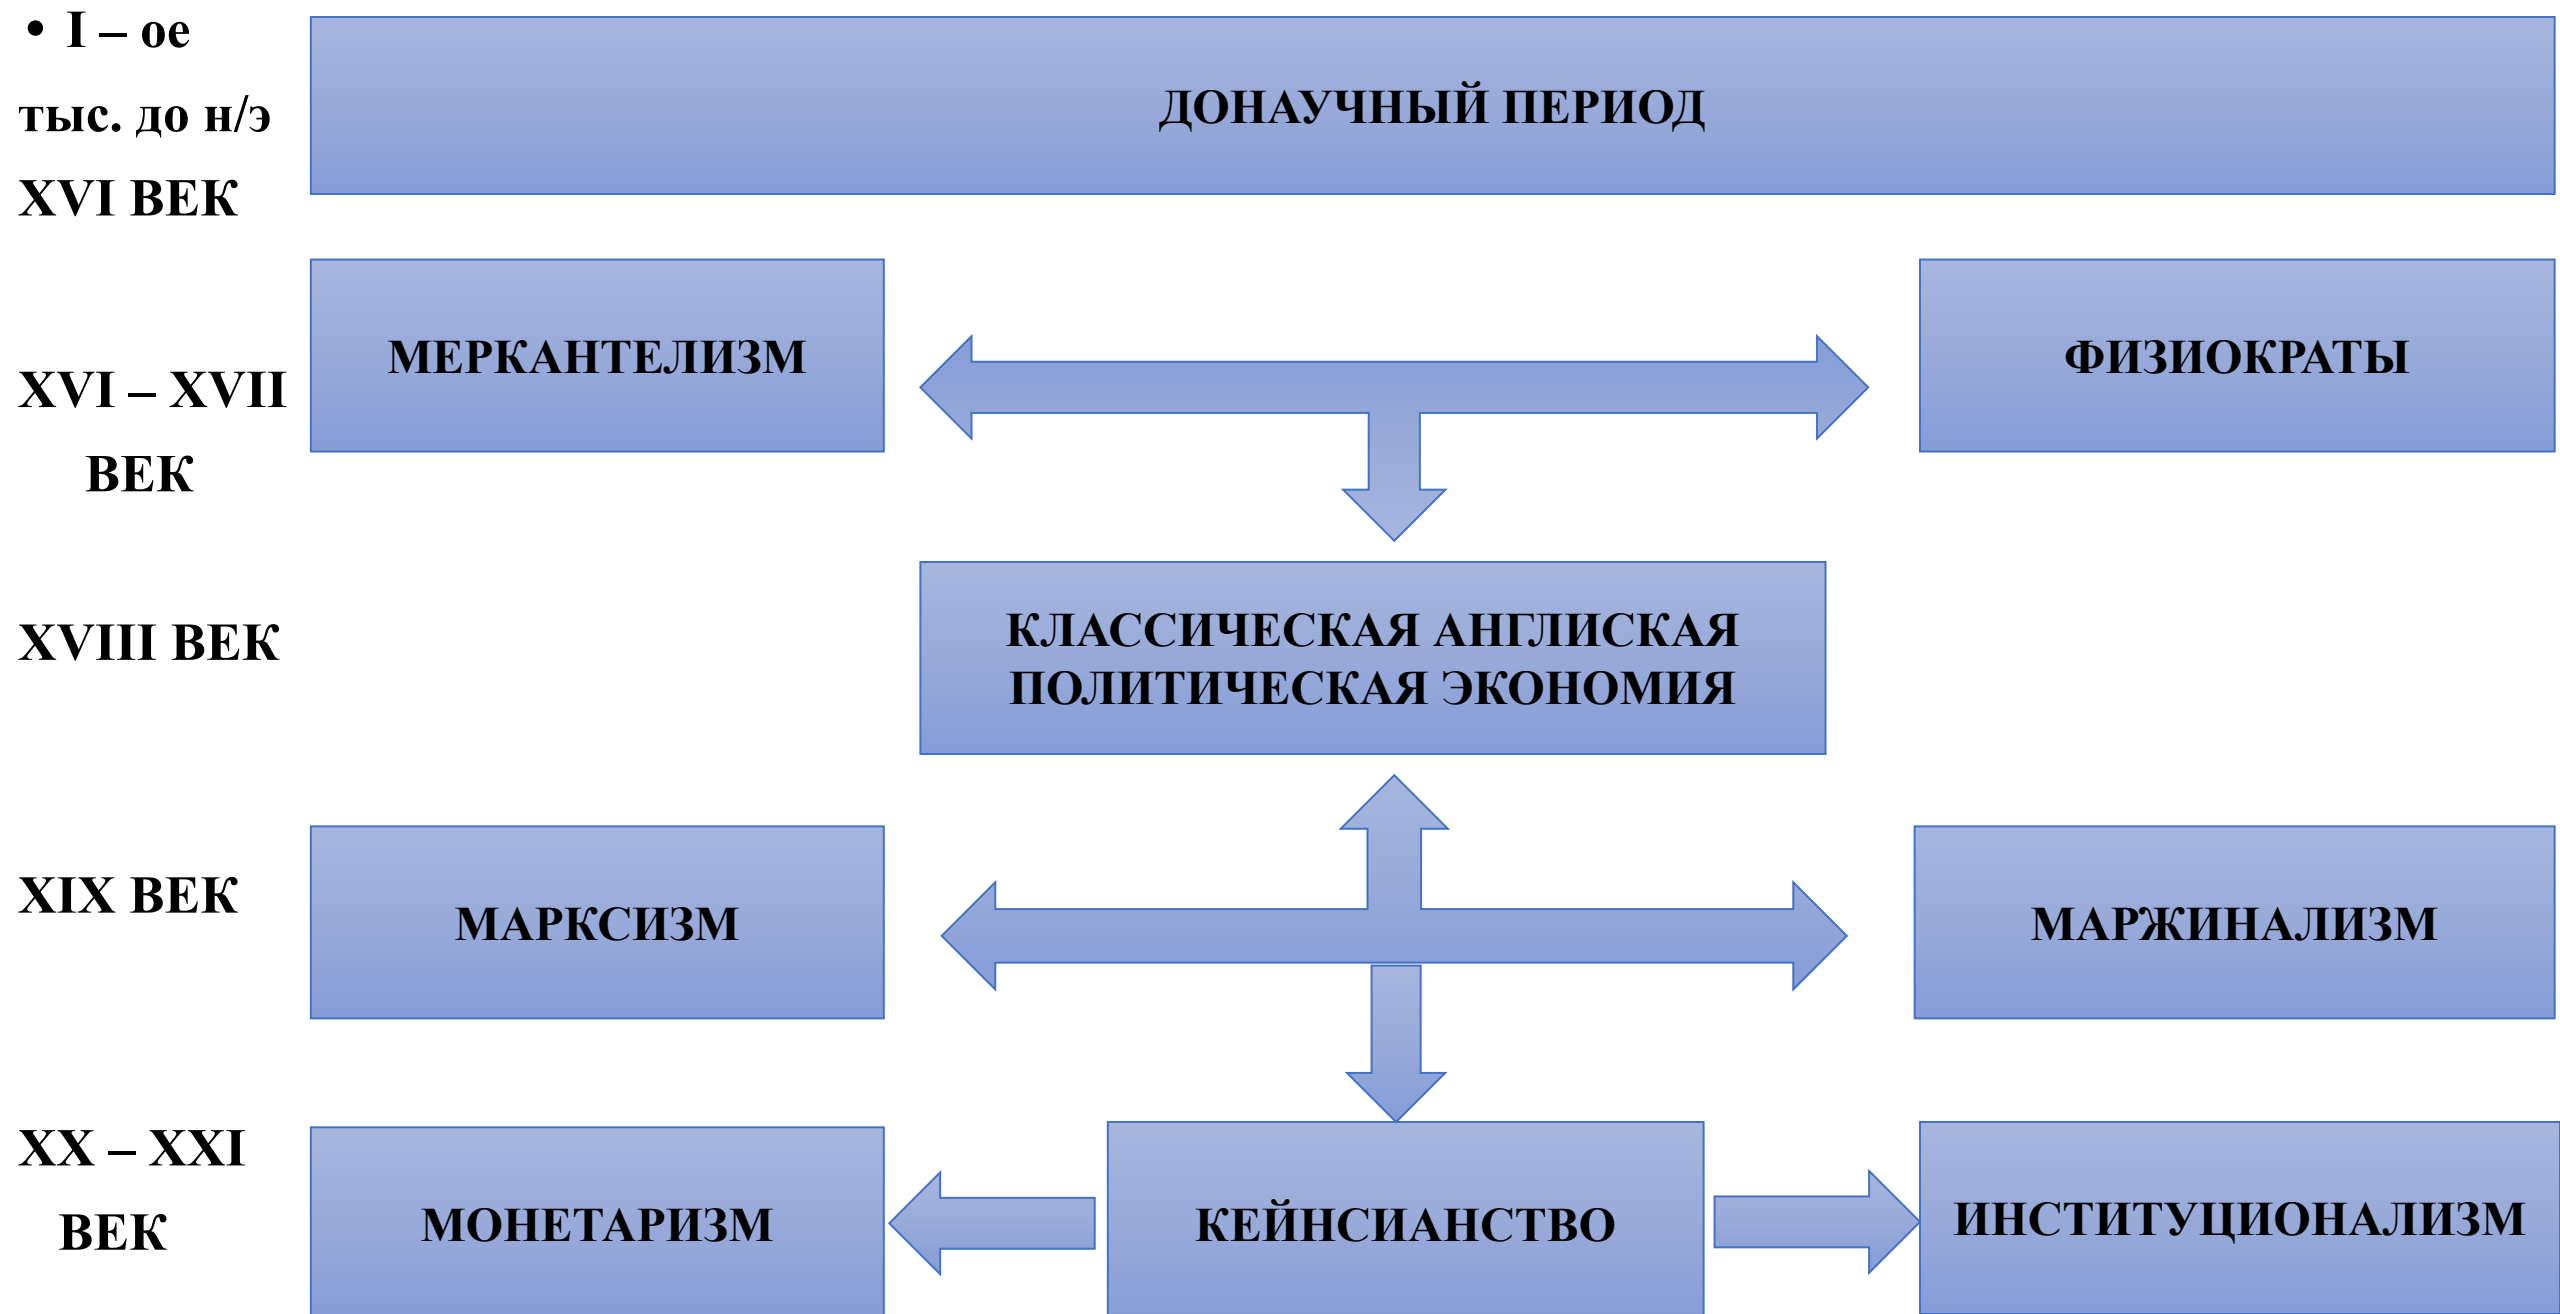 • I – ое
тыс. до н/э
XVI ВЕК
ДОНАУЧНЫЙ ПЕРИОД
XVI – XVII
ВЕК
МЕРКАНТЕЛИЗМ
ФИЗИОКРАТЫ
XVIII ВЕК
КЛАССИЧЕСКАЯ АНГЛИСКАЯ
ПОЛИТИЧЕСКАЯ ЭКОНОМИЯ
XIX ВЕК
МАРКСИЗМ
МАРЖИНАЛИЗМ
XX – XXI
ВЕК
МОНЕТАРИЗМ
КЕЙНСИАНСТВО
ИНСТИТУЦИОНАЛИЗМ